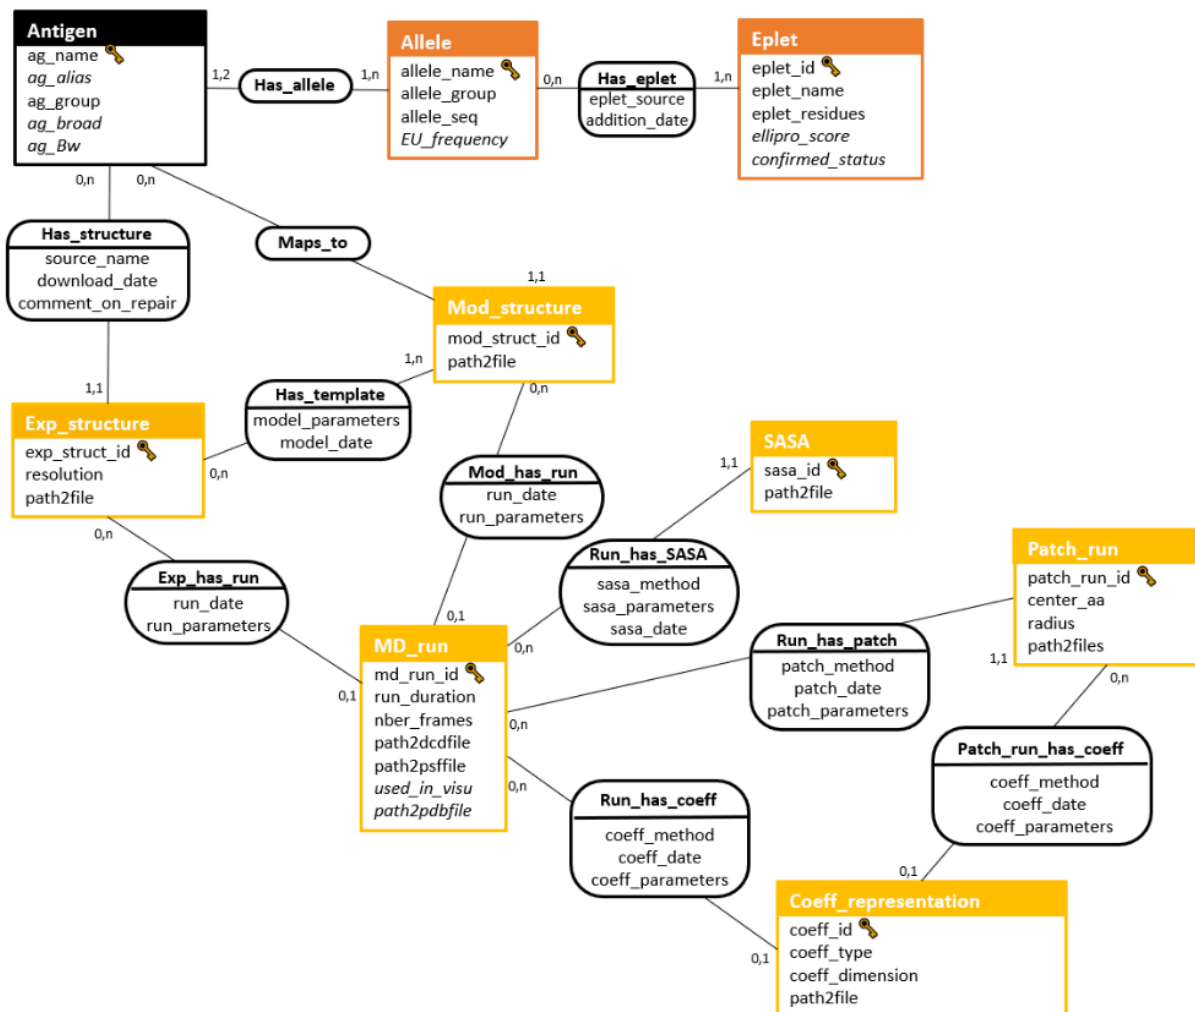 Antigen
ag_name
ag_alias
ag_group
ag_broad
ag_Bw
1,2
Has_allele
1,n
Allele
allele_name
allele_group
allele_seq
EU_frequency
0,n
Has_eplet
eplet_source
addition_date
1,n
Eplet
eplet_id
eplet_name
eplet_residues
ellipro_score
confirmed_status
0,n
0,n
Has_structure
source_name
download_date
comment_on_repair
Maps_to
1,1
Mod_structure
mod_struct_id
path2file
1,n
0,n
1,1
Has_template
model_parameters
model_date
0,n
Exp_structure
exp_struct_id
resolution
path2file
0,n
Mod_has_run
run_date
run_parameters
SASA
sasa_id
path2file
1,1
Run_has_SASA
sasa_method
sasa_parameters
sasa_date
Exp_has_run
run_date
run_parameters
0,1
0,1
MD_run
md_run_id
run_duration
nber_frames
path2dcdfile
path2psffile
used_in_visu
path2pdbfile
0,n
0,n
0,n
Run_has_patch
patch_method
patch_date
patch_parameters
Patch_run
patch_run_id
center_aa
radius
path2files
1,1
0,n
Patch_run_has_coeff
coeff_method
coeff_date
coeff_parameters
Run_has_coeff
coeff_method
coeff_date
coeff_parameters
0,1
0,1
Coeff_representation
coeff_id
coeff_type
coeff_dimension
path2file